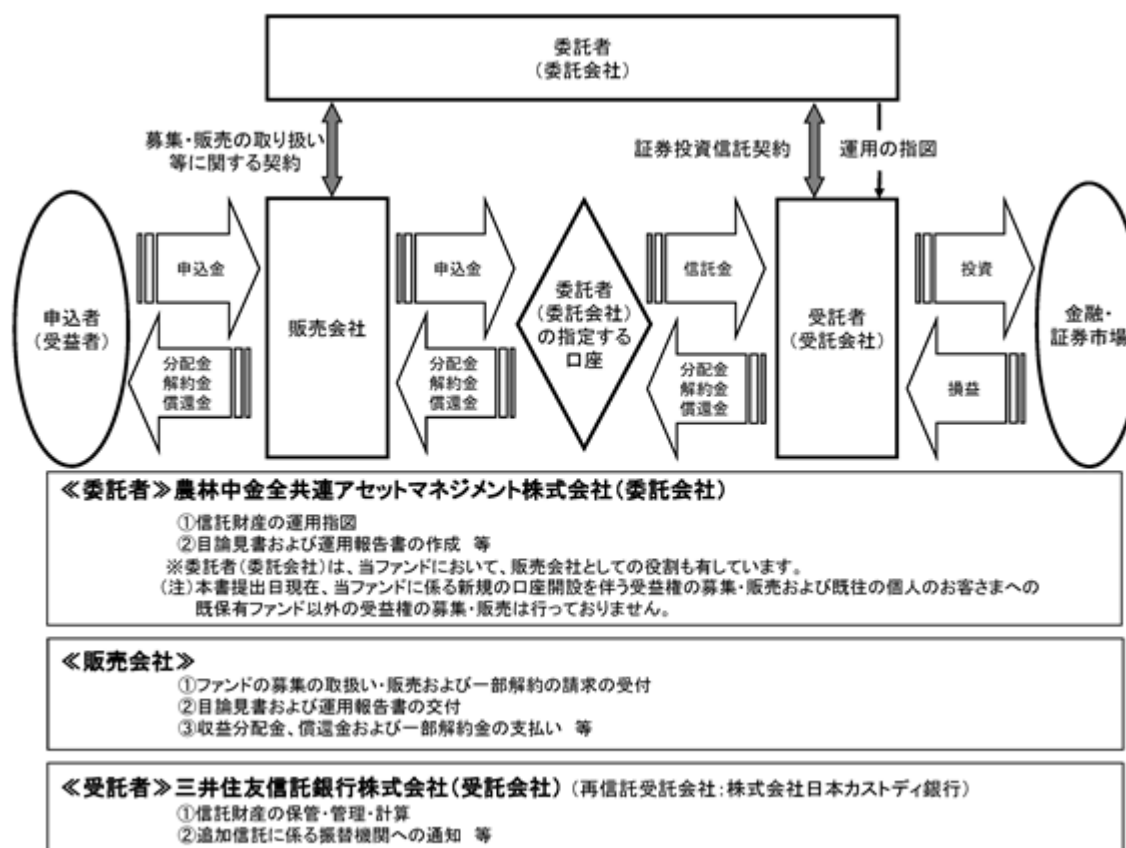 委託者
（委託会社）
募集・販売の取り扱い
等に関する契約
証券投資信託契約
運用の指図
申込金
申込金
信託金
投資
申込者
（受益者）
販売会社
委託者
（委託会社）
の指定する
口座
受託者
（受託会社）
金融・
証券市場
分配金
解約金
償還金
分配金
解約金
償還金
分配金
解約金
償還金
損益
≪委託者≫農林中金全共連アセットマネジメント株式会社（委託会社）
①信託財産の運用指図
②目論見書および運用報告書の作成 等
※委託者（委託会社）は、当ファンドにおいて、販売会社としての役割も有しています。
（注）本書提出日現在、当ファンドに係る新規の口座開設を伴う受益権の募集・販売および既往の個人のお客さまへの
既保有ファンド以外の受益権の募集・販売は行っておりません。
≪販売会社≫
①ファンドの募集の取扱い・販売および一部解約の請求の受付
②目論見書および運用報告書の交付
③収益分配金、償還金および一部解約金の支払い 等
≪受託者≫三井住友信託銀行株式会社（受託会社）（再信託受託会社：株式会社日本カストディ銀行）
①信託財産の保管・管理・計算
②追加信託に係る振替機関への通知 等